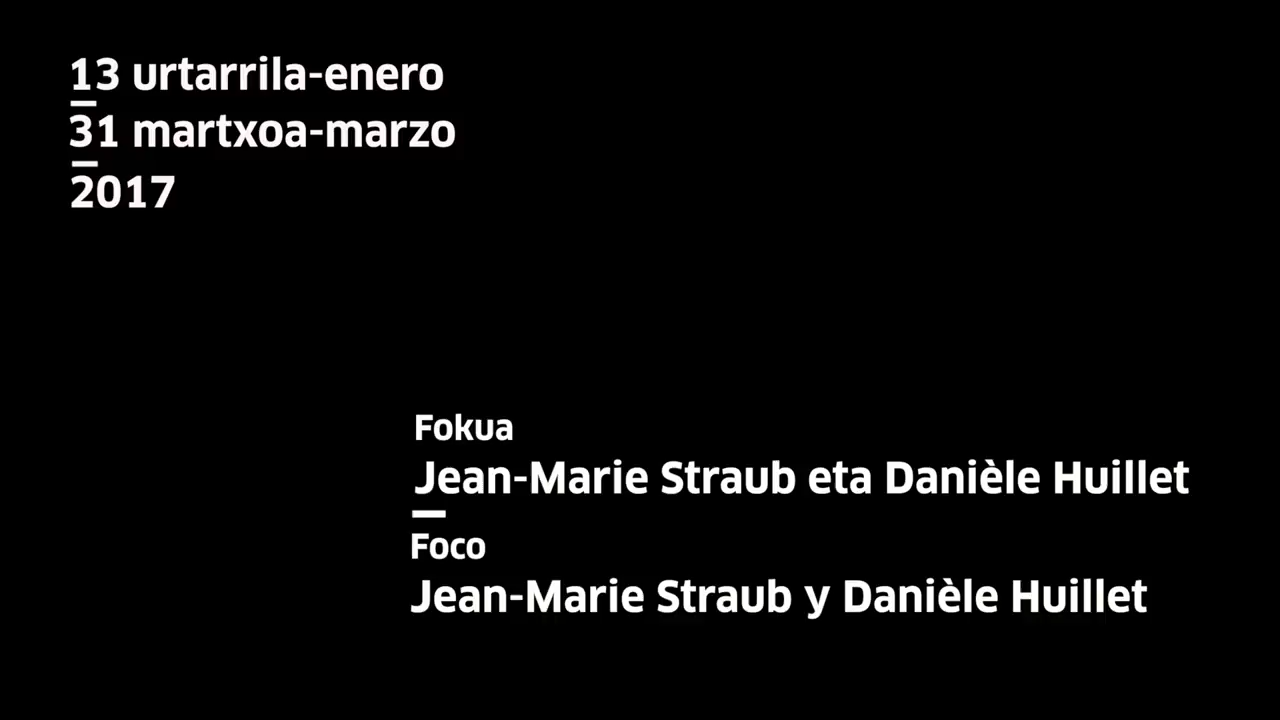 13 urtarrila-enero
31 martxoa-marzo
2017
Fokua
Jean-Marie Straub eta Danièle Huillet
Foco
Jean-Marie Straub y Danièle Huillet